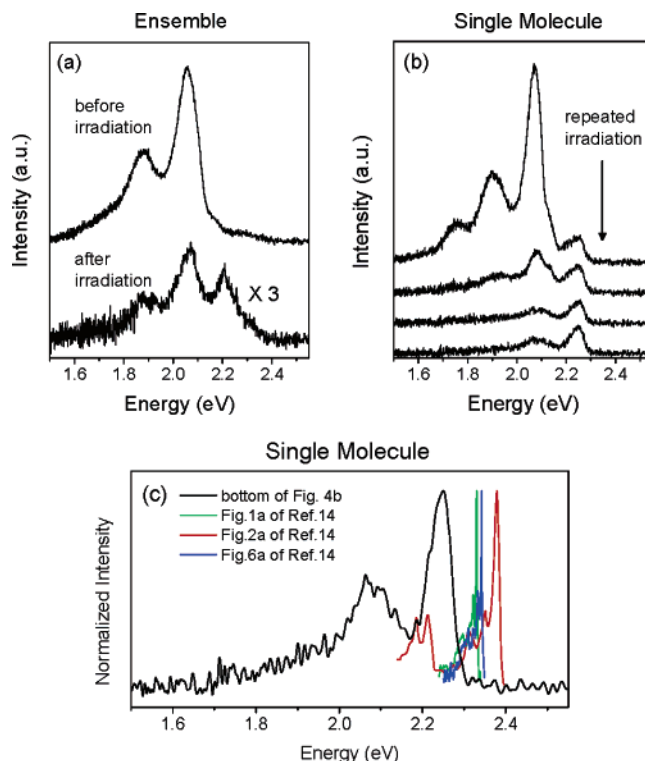 Ensemble
(a)
before
irradiation
after
irradiation
X 3
Intensity (a.u.)
1.6 1.8 2.0 2.2 2.4
Energy (eV)
Single Molecule
(b)
repeated
irradiation
Intensity (a.u.)
1.6 1.8 2.0 2.2 2.4
Energy (eV)
Single Molecule
(c)
bottom of Fig. 4b
Fig.1a of Ref.14
Fig.2a of Ref.14
Fig.6a of Ref.14
Normalized Intensity
1.6 1.8 2.0 2.2 2.4
Energy (eV)